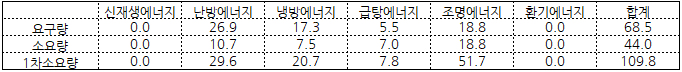 신재생에너지 난방에너지 냉방에너지 급탕에너지 조명에너지 환기에너지 합계
요구량 0.0 26.9 17.3 5.5 18.8 0.0 68.5
소요량 0.0 10.7 7.5 7.0 18.8 0.0 44.0
1차소요량 0.0 29.6 20.7 7.8 51.7 0.0 109.8